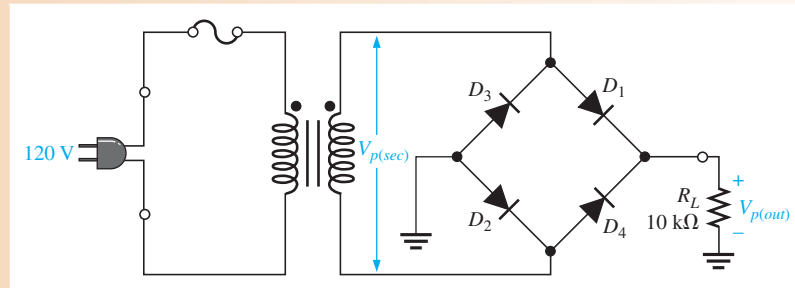 120 V
V_p(sec)
D_3
D_1
D_2
D_4
R_L
10 kΩ
+
V_p(out)
−